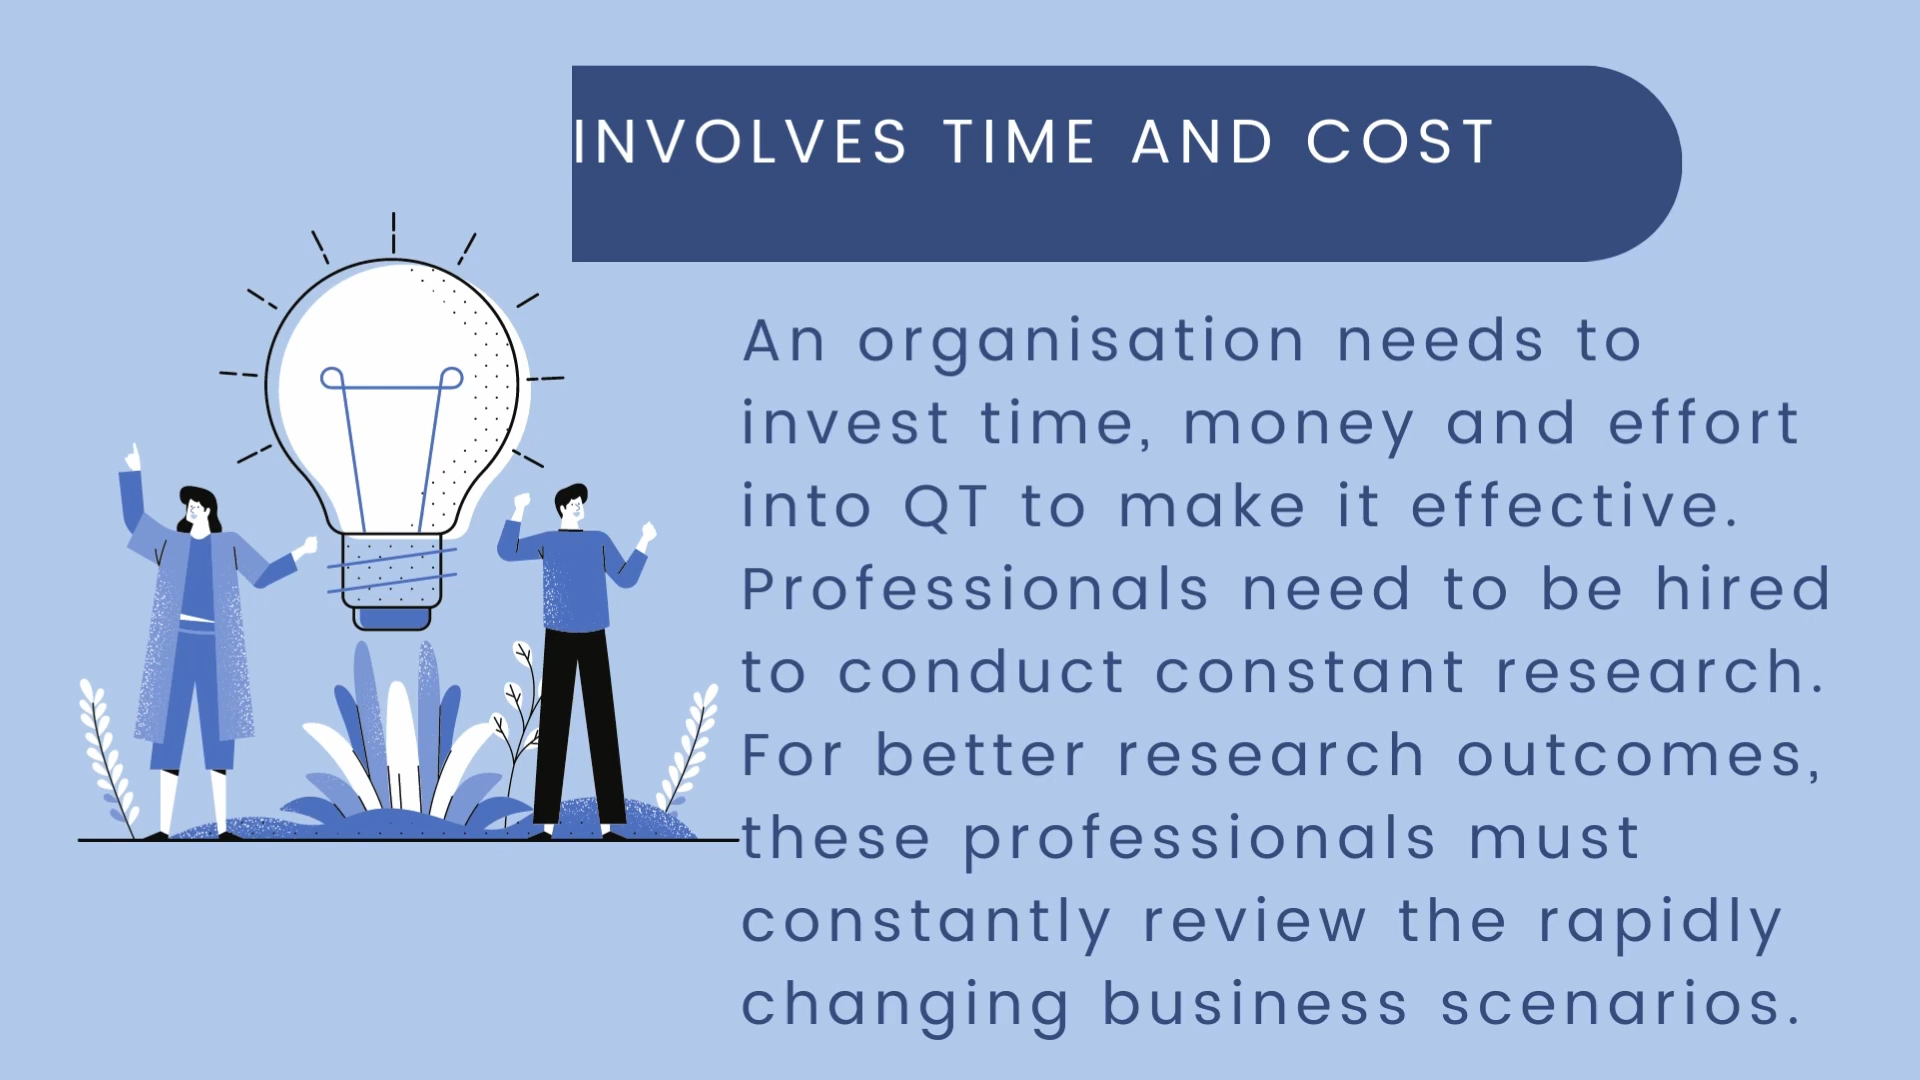 INVOLVES TIME AND COST
An organisation needs to
invest time, money and effort
into QT to make it effective.
Professionals need to be hired
to conduct constant research.
For better research outcomes,
these professionals must
constantly review the rapidly
changing business scenarios.